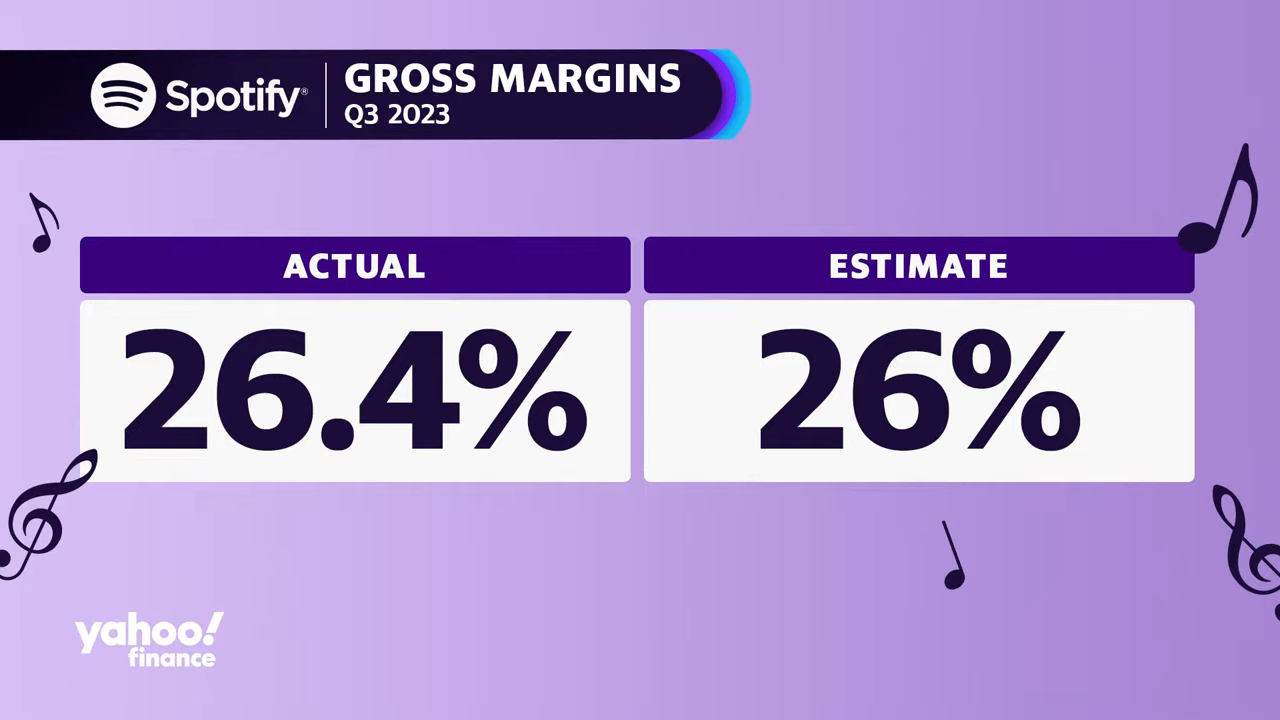 Spotify®
GROSS MARGINS
Q3 2023
ACTUAL
ESTIMATE
26.4%
26%
yahoo!
finance